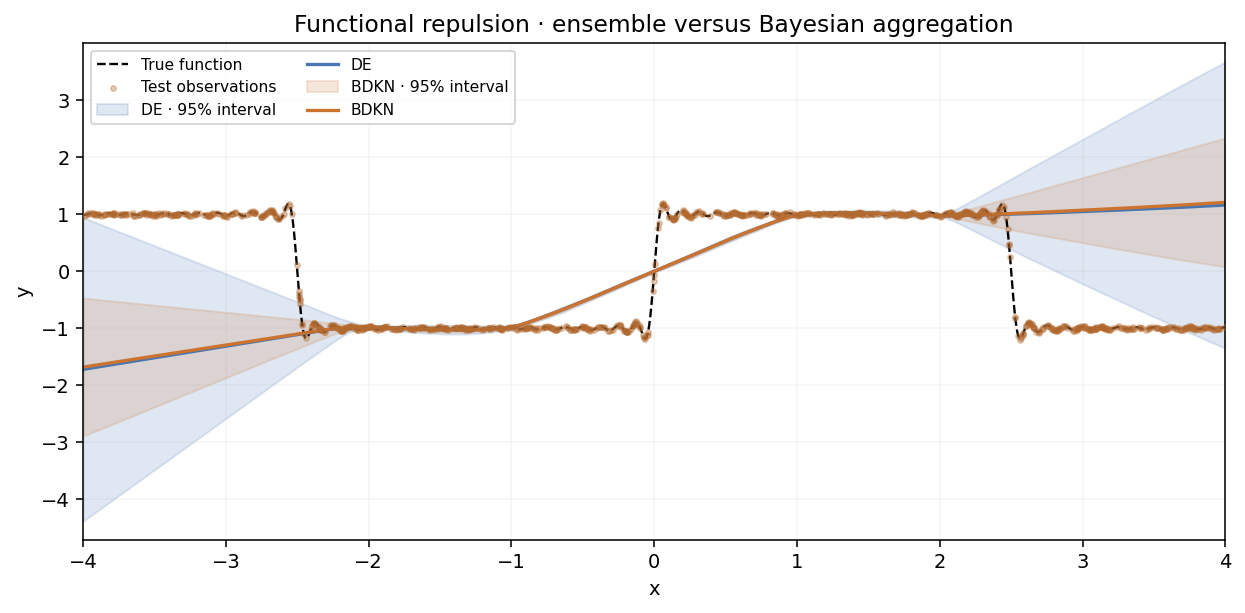 Functional repulsion · ensemble versus Bayesian aggregation
True function
Test observations
DE · 95% interval
DE
BDKN · 95% interval
BDKN
y
3
2
1
0
−1
−2
−3
−4
−4
−3
−2
−1
0
1
2
3
4
x